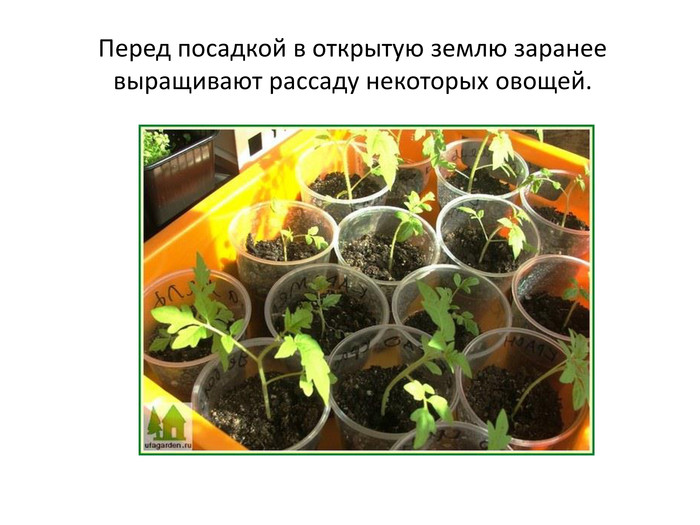 Перед посадкой в открытую землю заранее
выращивают рассаду некоторых овощей.
ufagarden.ru